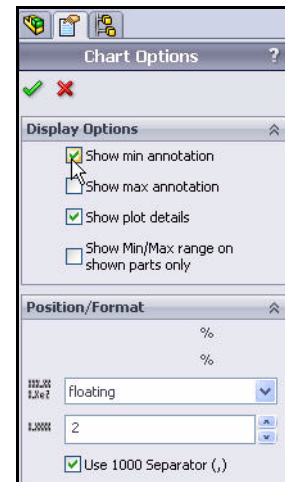 Chart Options ?
Display Options
Show min annotation
Show max annotation
Show plot details
Show Min/Max range on
shown parts only
Position/Format
%
%
floating
2
Use 1000 Separator (,)